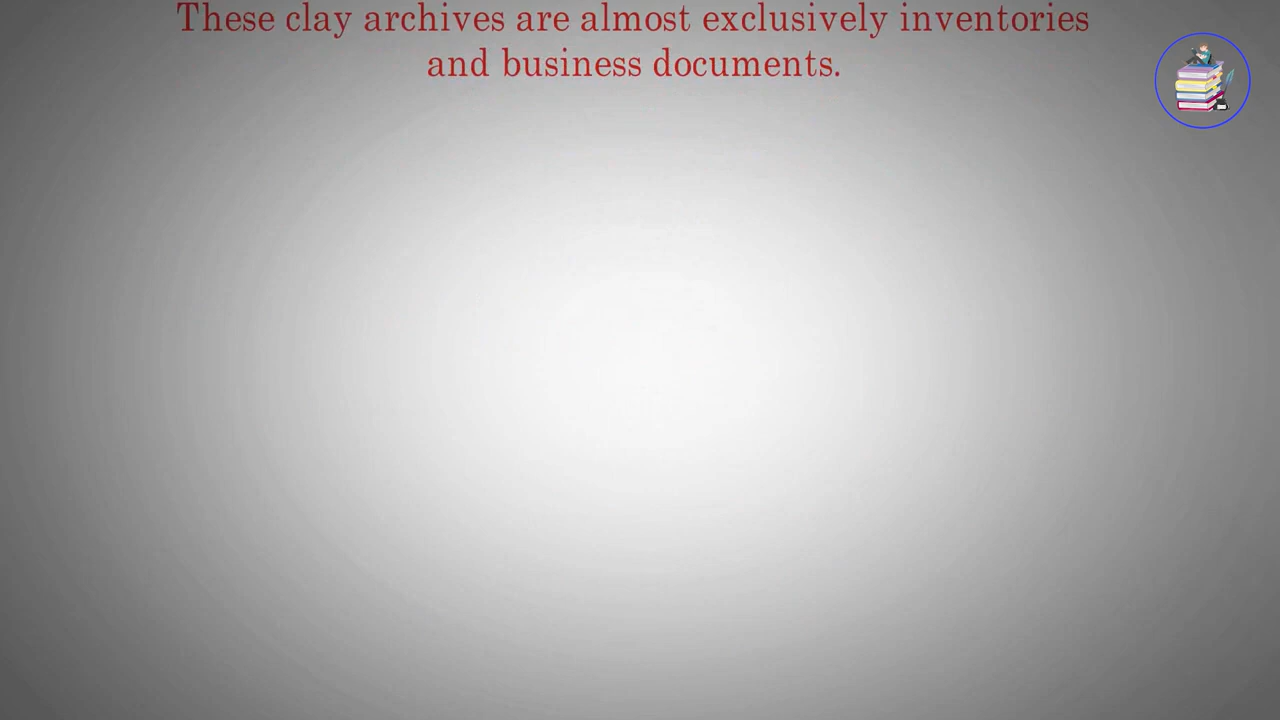 These clay archives are almost exclusively inventories
and business documents.